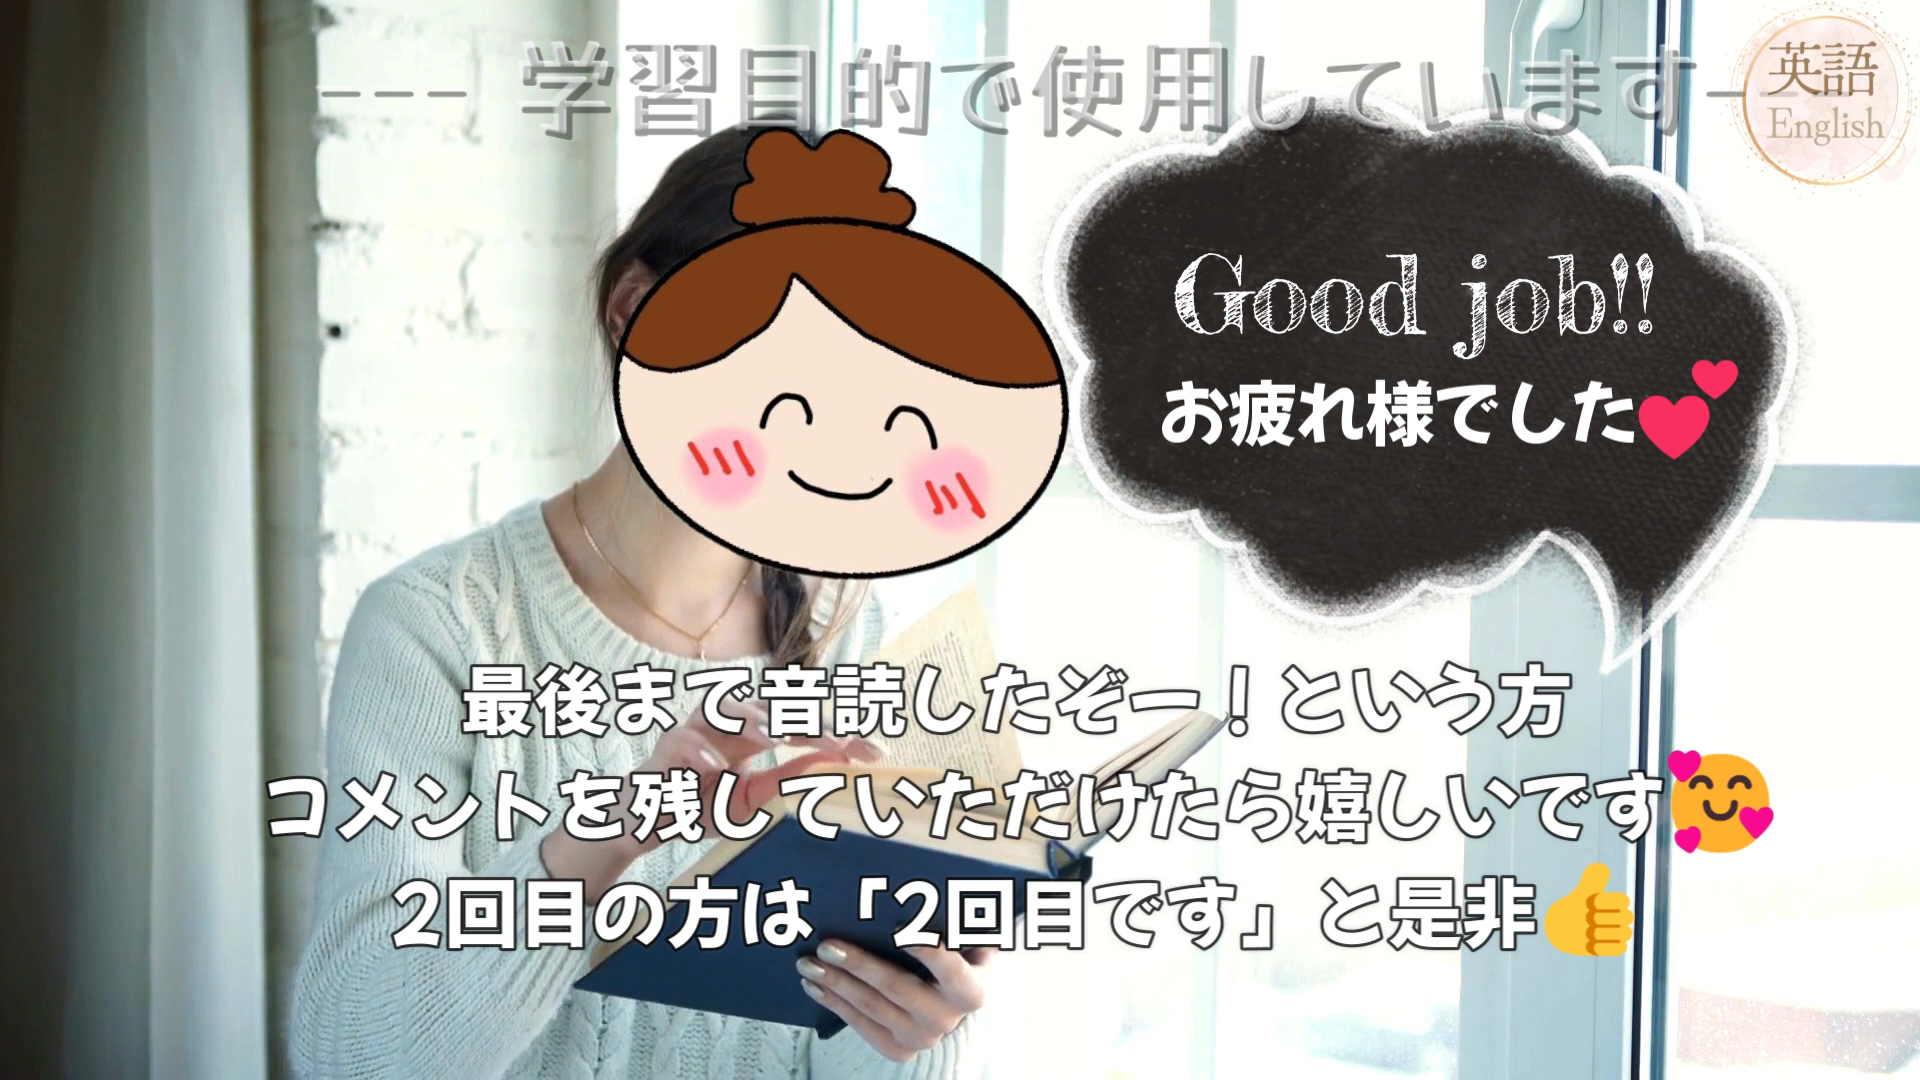 --- 学習目的で使用しています-
英語
English
Good job!!
お疲れ様でした💕
最後まで音読したぞー！という方
コメントを残していただけたら嬉しいです🥰
2回目の方は「2回目です」と是非👍